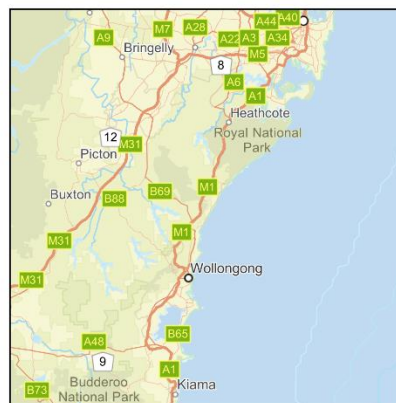 M7
A28
A44
A40
A9
A22
A3
A34
Bringelly
8
M5
A6
A1
Heathcote
Royal National
Park
12
M31
Picton
Buxton
B88
B69
M1
M31
M1
M31
Wollongong
B65
A48
9
A1
Budderoo
National Park
B73
Kiama